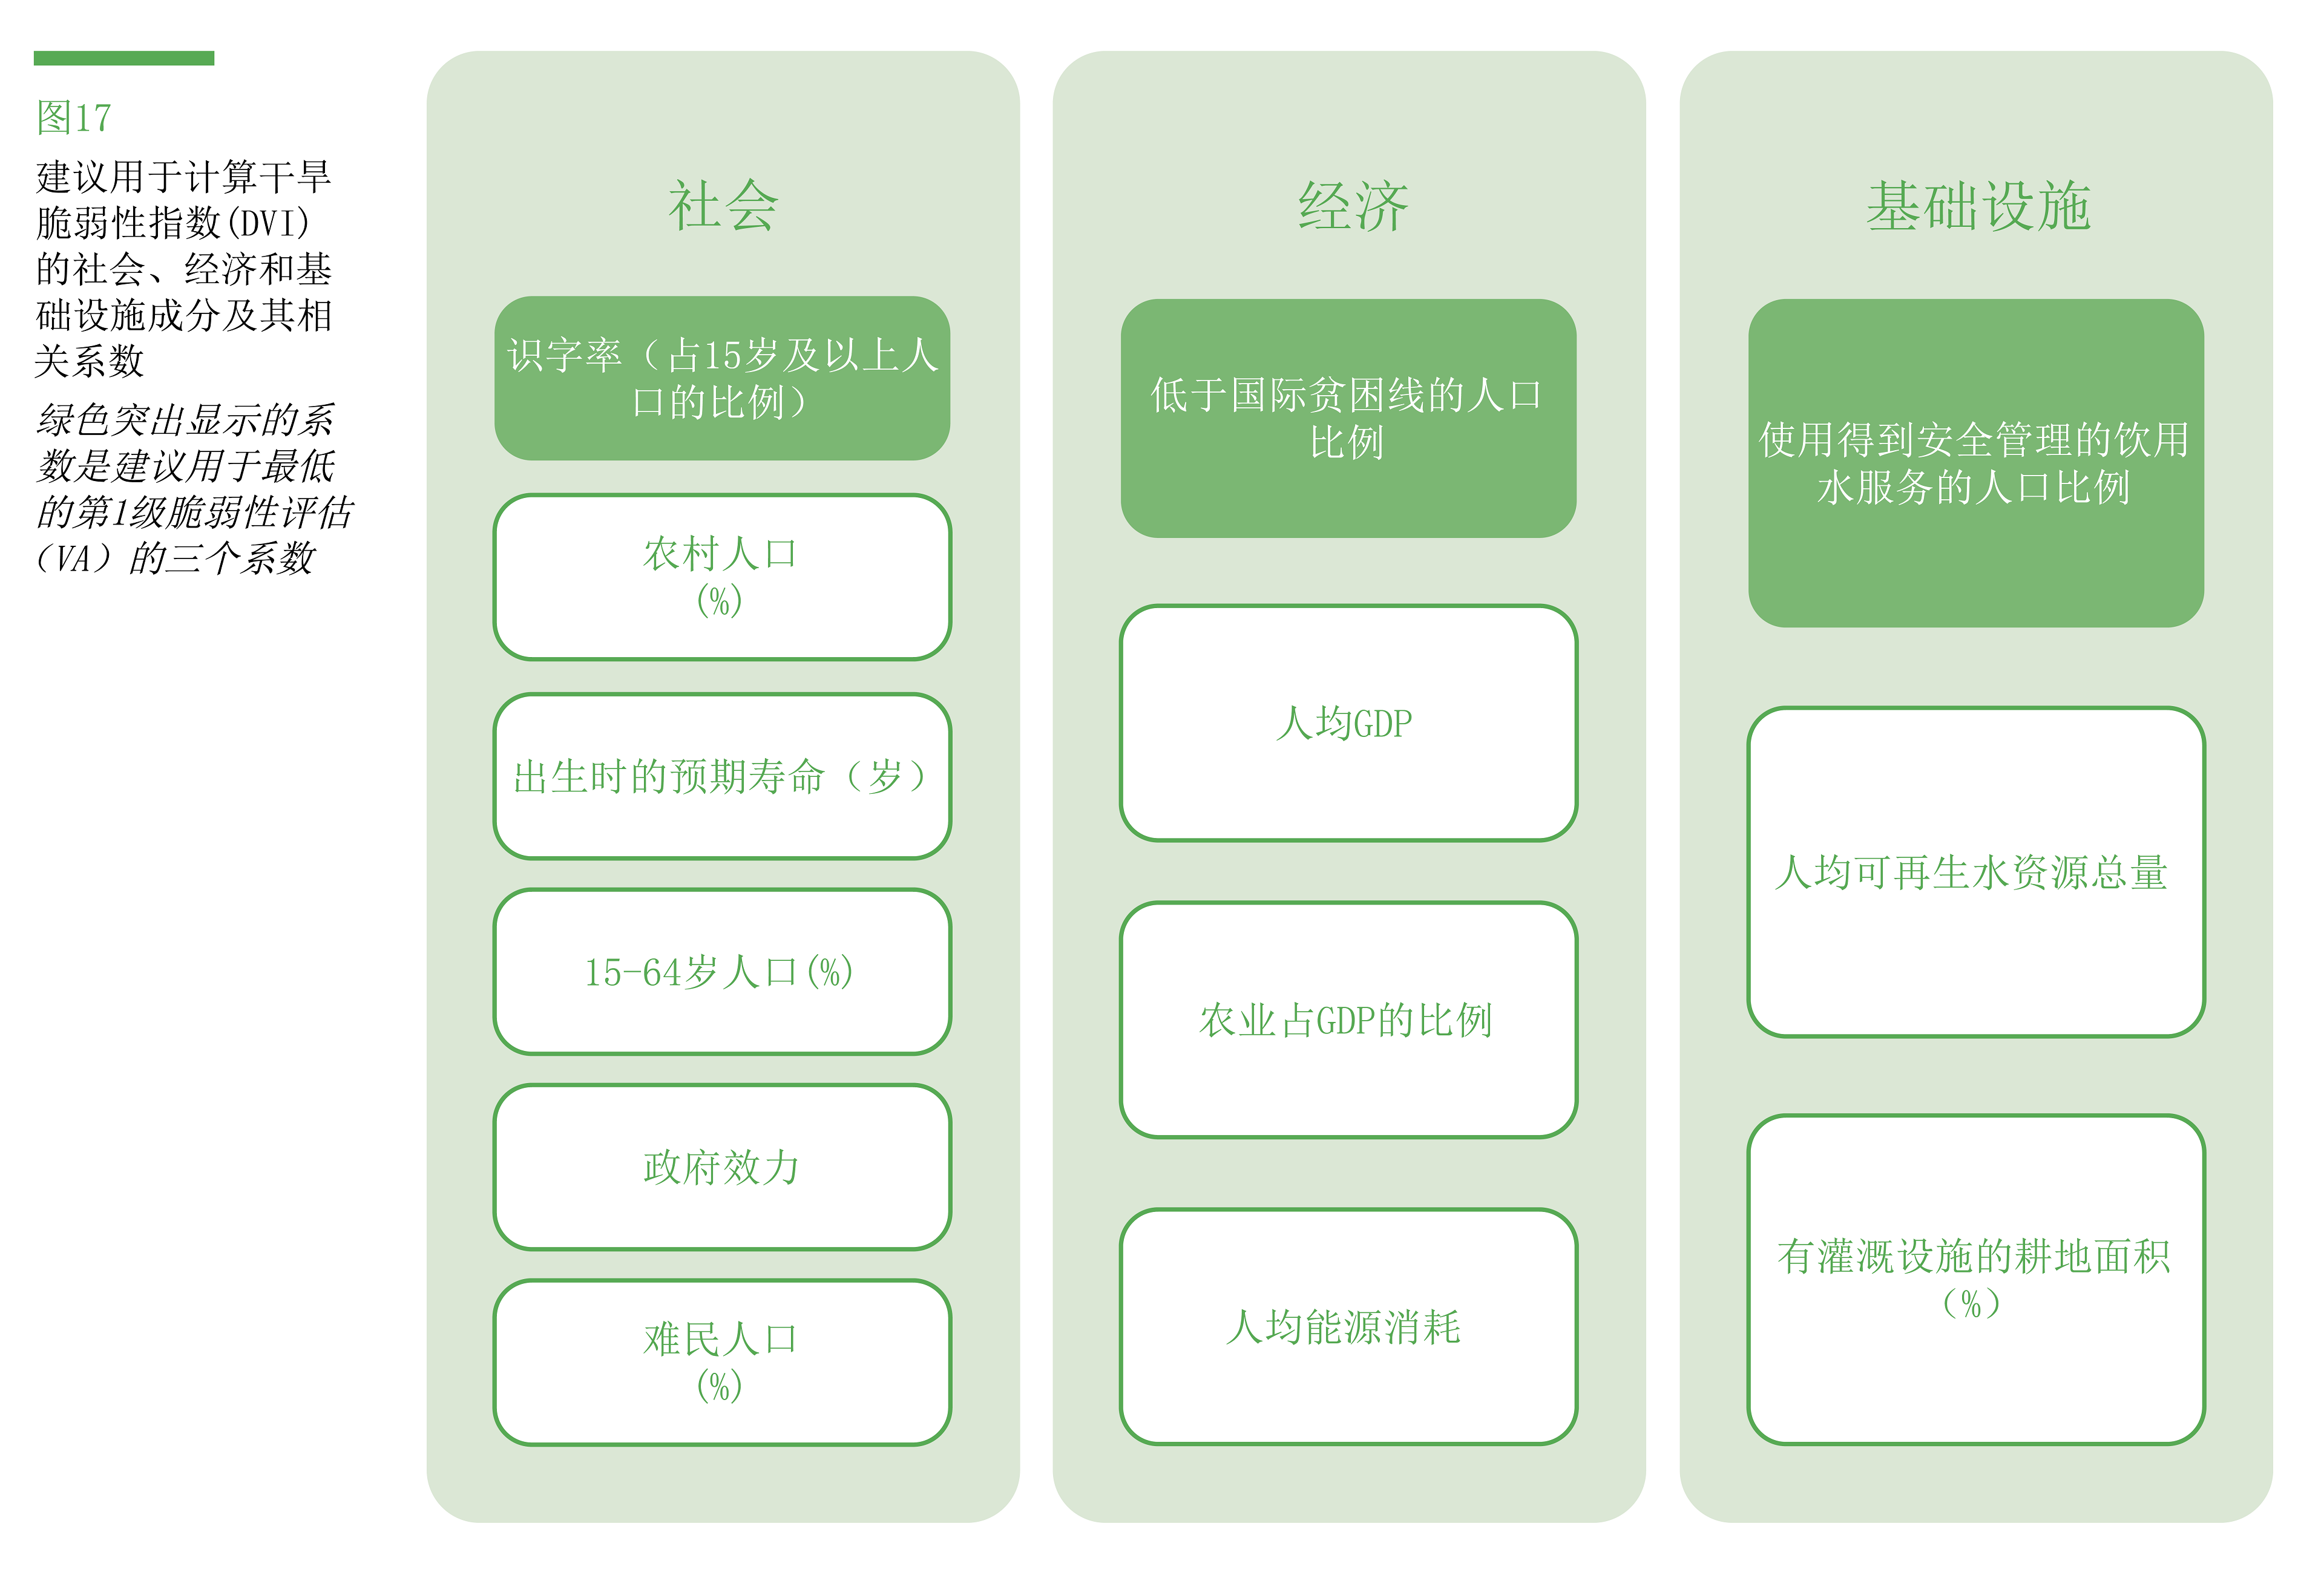 图17
建议用于计算干旱
脆弱性指数(DVI)
的社会、经济和基
础设施成分及其相
关系数
绿色突出显示的系
数是建议用于最低
的第1级脆弱性评估
（VA）的三个系数
社会
识字率（占15岁及以上人
口的比例）
农村人口
(%)
出生时的预期寿命（岁）
15-64岁人口(%)
政府效力
难民人口
(%)
经济
低于国际贫困线的人口
比例
人均GDP
农业占GDP的比例
人均能源消耗
基础设施
使用得到安全管理的饮用
水服务的人口比例
人均可再生水资源总量
有灌溉设施的耕地面积
（%）